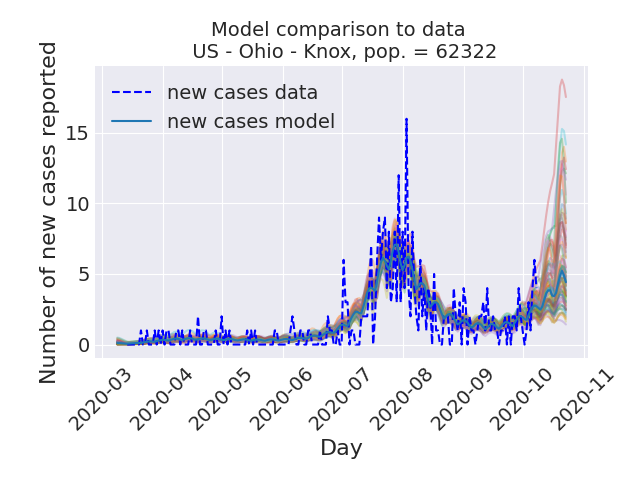 Model comparison to data
US - Ohio - Knox, pop. = 62322
new cases data
new cases model
Number of new cases reported
15
10
5
0
2020-03
2020-04
2020-05
2020-06
2020-07
2020-08
2020-09
2020-10
2020-11
Day